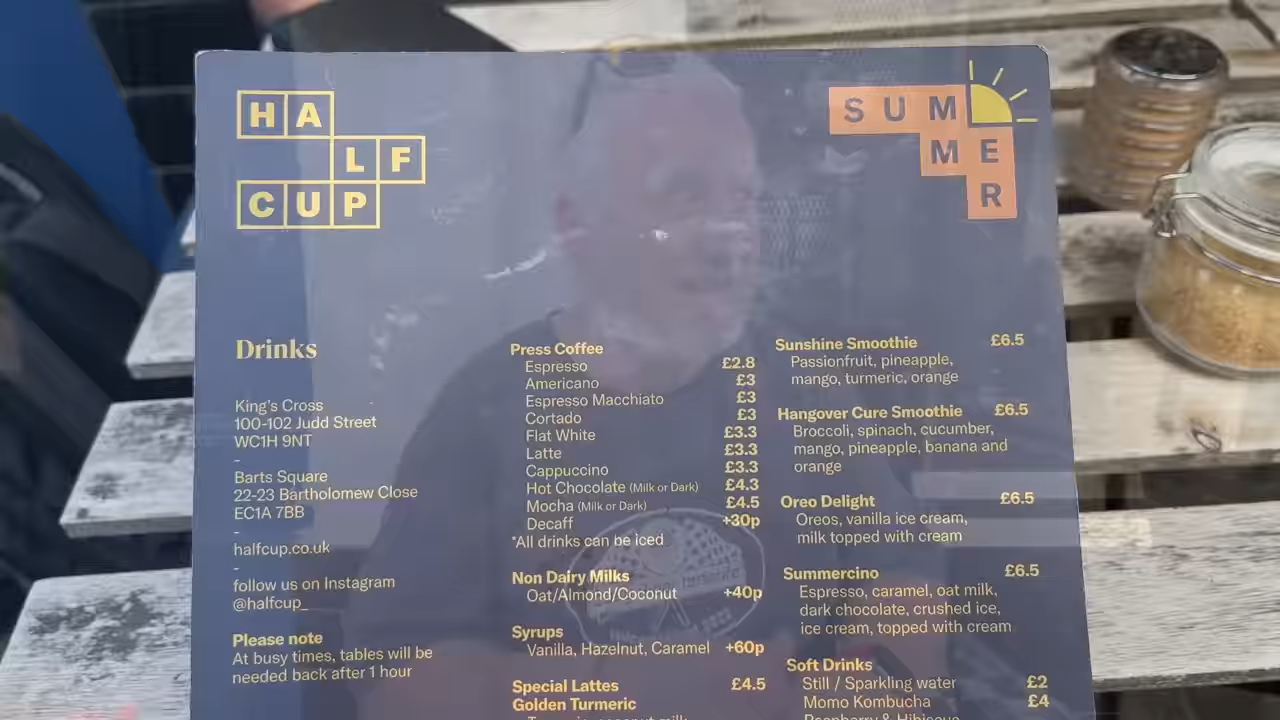 HA
LF
CUP
SUM
ME
R
Drinks
King's Cross
100-102 Judd Street
WC1H 9NT
-
Barts Square
22-23 Bartholomew Close
EC1A 7BB
-
halfcup.co.uk
-
follow us on Instagram
@halfcup_
Please note
At busy times, tables will be
needed back after 1 hour
Press Coffee
Espresso £2.8
Americano £3
Espresso Macchiato £3
Cortado £3
Flat White £3.3
Latte £3.3
Cappuccino £3.3
Hot Chocolate (Milk or Dark) £4.3
Mocha (Milk or Dark) £4.5
Decaff +30p
*All drinks can be iced
Non Dairy Milks
Oat/Almond/Coconut +40p
Syrups
Vanilla, Hazelnut, Caramel +60p
Special Lattes £4.5
Golden Turmeric
Sunshine Smoothie £6.5
Passionfruit, pineapple,
mango, turmeric, orange
Hangover Cure Smoothie £6.5
Broccoli, spinach, cucumber,
mango, pineapple, banana and
orange
Oreo Delight £6.5
Oreos, vanilla ice cream,
milk topped with cream
Summercino £6.5
Espresso, caramel, oat milk,
dark chocolate, crushed ice,
ice cream, topped with cream
Soft Drinks
Still / Sparkling water £2
Momo Kombucha £4
Raspberry & Hibiscus